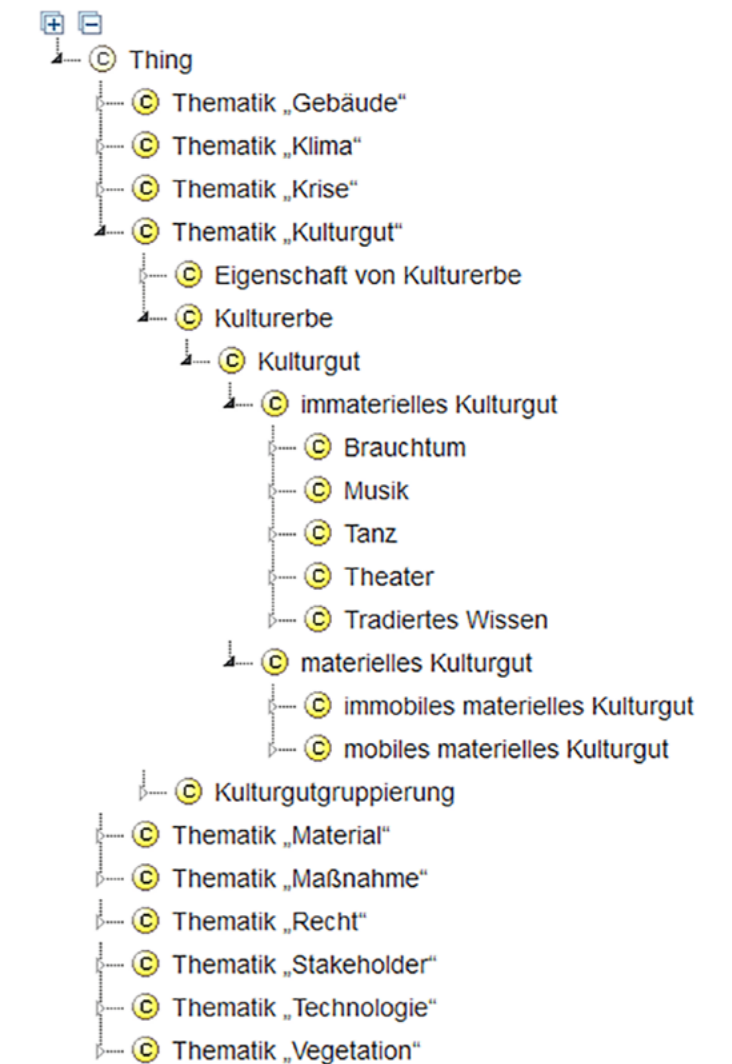 Thing
Thematik „Gebäude“
Thematik „Klima“
Thematik „Krise“
Thematik „Kulturgut“
Eigenschaft von Kulturerbe
Kulturerbe
Kulturgut
immaterielles Kulturgut
Brauchtum
Musik
Tanz
Theater
Tradiertes Wissen
materielles Kulturgut
immobiles materielles Kulturgut
mobiles materielles Kulturgut
Kulturgutgruppierung
Thematik „Material“
Thematik „Maßnahme“
Thematik „Recht“
Thematik „Stakeholder“
Thematik „Technologie“
Thematik „Vegetation“